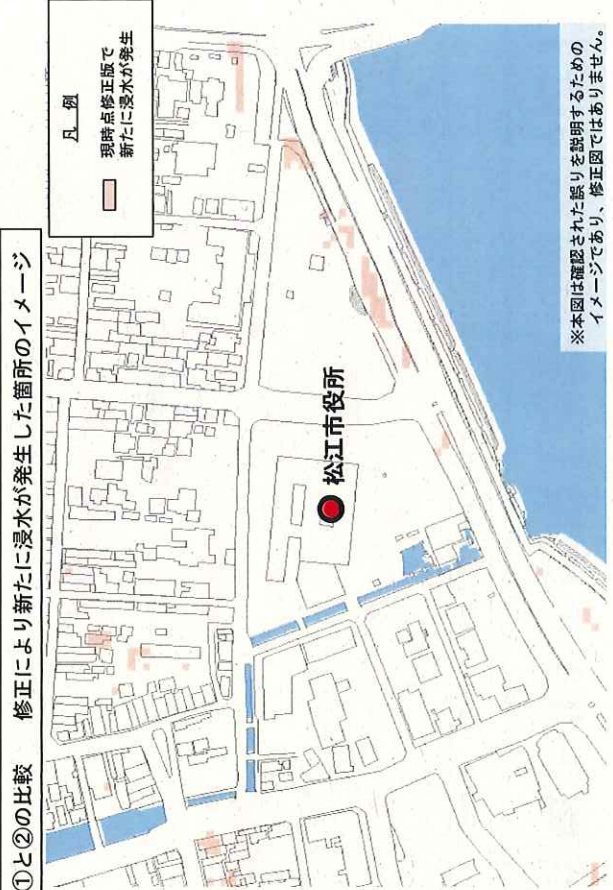 ①と②の比較　修正により新たに浸水が発生した箇所のイメージ
凡　例
現時点修正版で
新たに浸水が発生
松江市役所
※本図は確認された誤りを説明するための
イメージであり、修正図ではありません。